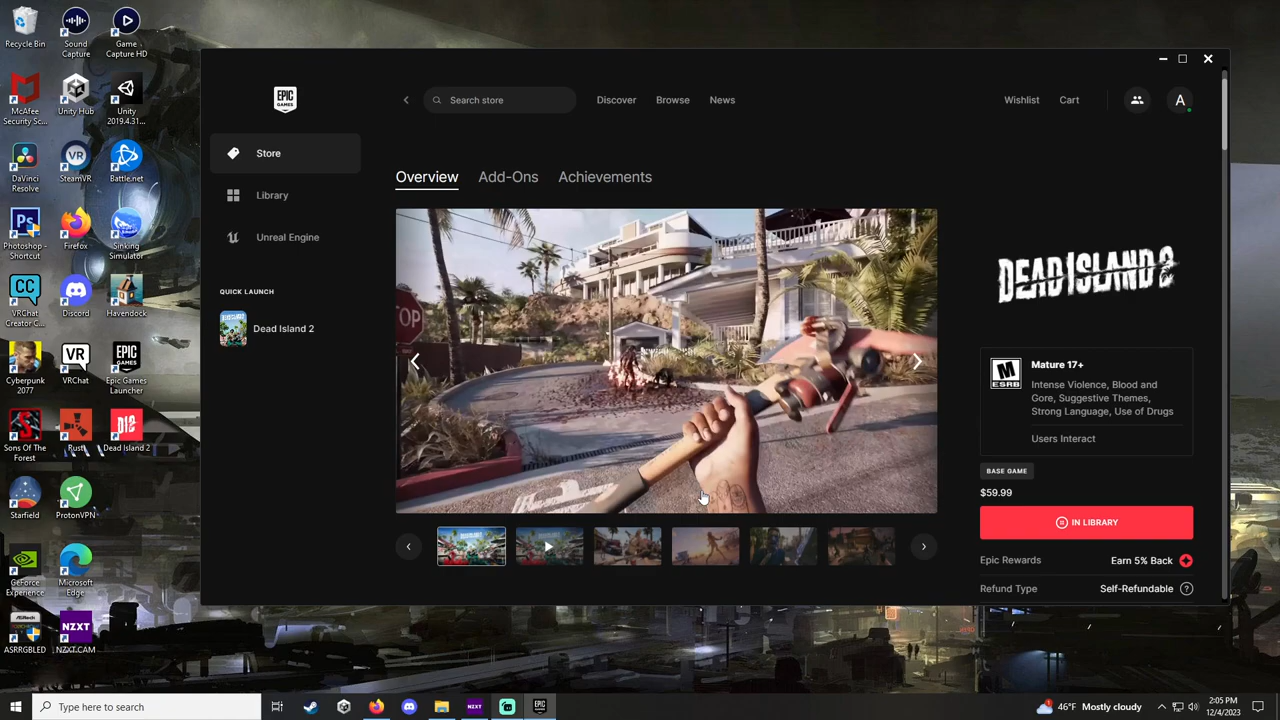 Recycle Bin
Sound
Capture
Game
Capture HD
McAfee
Security Sc...
Unity Hub
Unity
2019.4.31...
DaVinci
Resolve
SteamVR
Battle.net
Photoshop -
Shortcut
Firefox
Sinking
Simulator
VRChat
Creator C...
Discord
Havendock
Cyberpunk
2077
VRChat
Epic Games
Launcher
Sons Of The
Forest
Rust
Dead Island 2
Starfield
ProtonVPN
GeForce
Experience
Microsoft
Edge
ASRRGBLED
NZXT CAM
EPIC
GAMES
Search store
Discover
Browse
News
Wishlist
Cart
A
Store
Library
Unreal Engine
QUICK LAUNCH
Dead Island 2
Overview
Add-Ons
Achievements
STOP
DEAD ISLAND 2
M
ESRB
Mature 17+
Intense Violence, Blood and
Gore, Suggestive Themes,
Strong Language, Use of Drugs
Users Interact
BASE GAME
$59.99
IN LIBRARY
Epic Rewards
Earn 5% Back
Refund Type
Self-Refundable
Type here to search
46°F Mostly cloudy
2:05 PM
12/4/2023